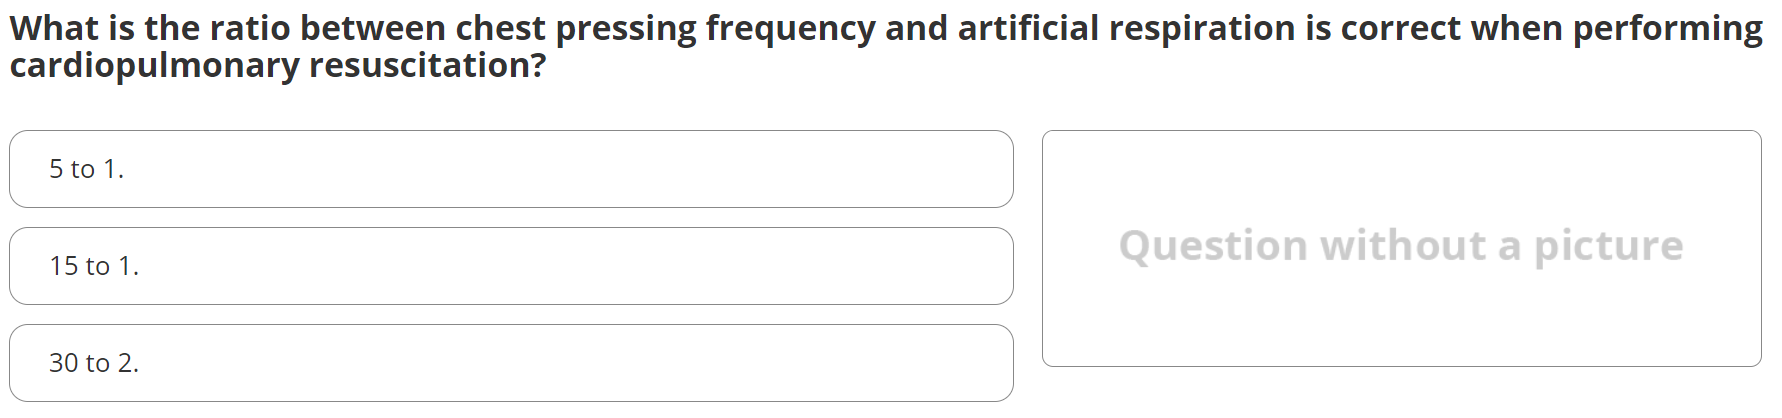 What is the ratio between chest pressing frequency and artificial respiration is correct when performing
cardiopulmonary resuscitation?
5 to 1.
15 to 1.
30 to 2.
Question without a picture